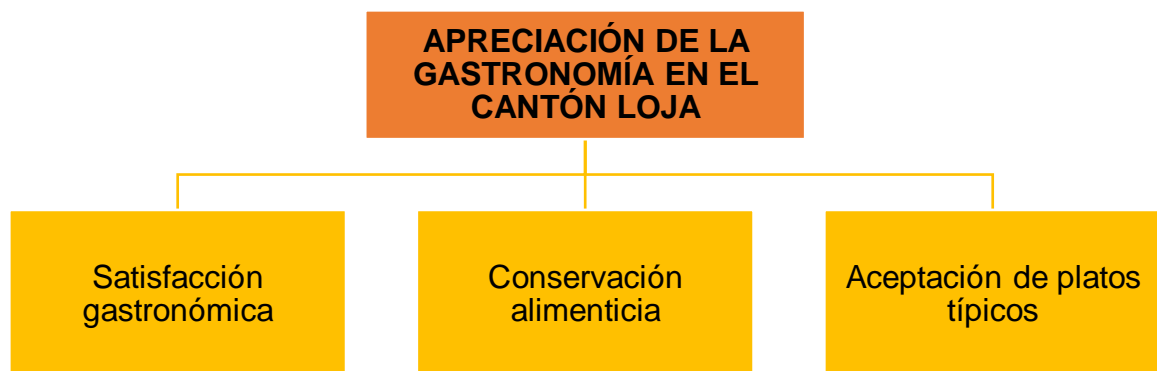 APRECIACIÓN DE LA
GASTRONOMÍA EN EL
CANTÓN LOJA
Satisfacción
gastronómica
Conservación
alimenticia
Aceptación de platos
típicos